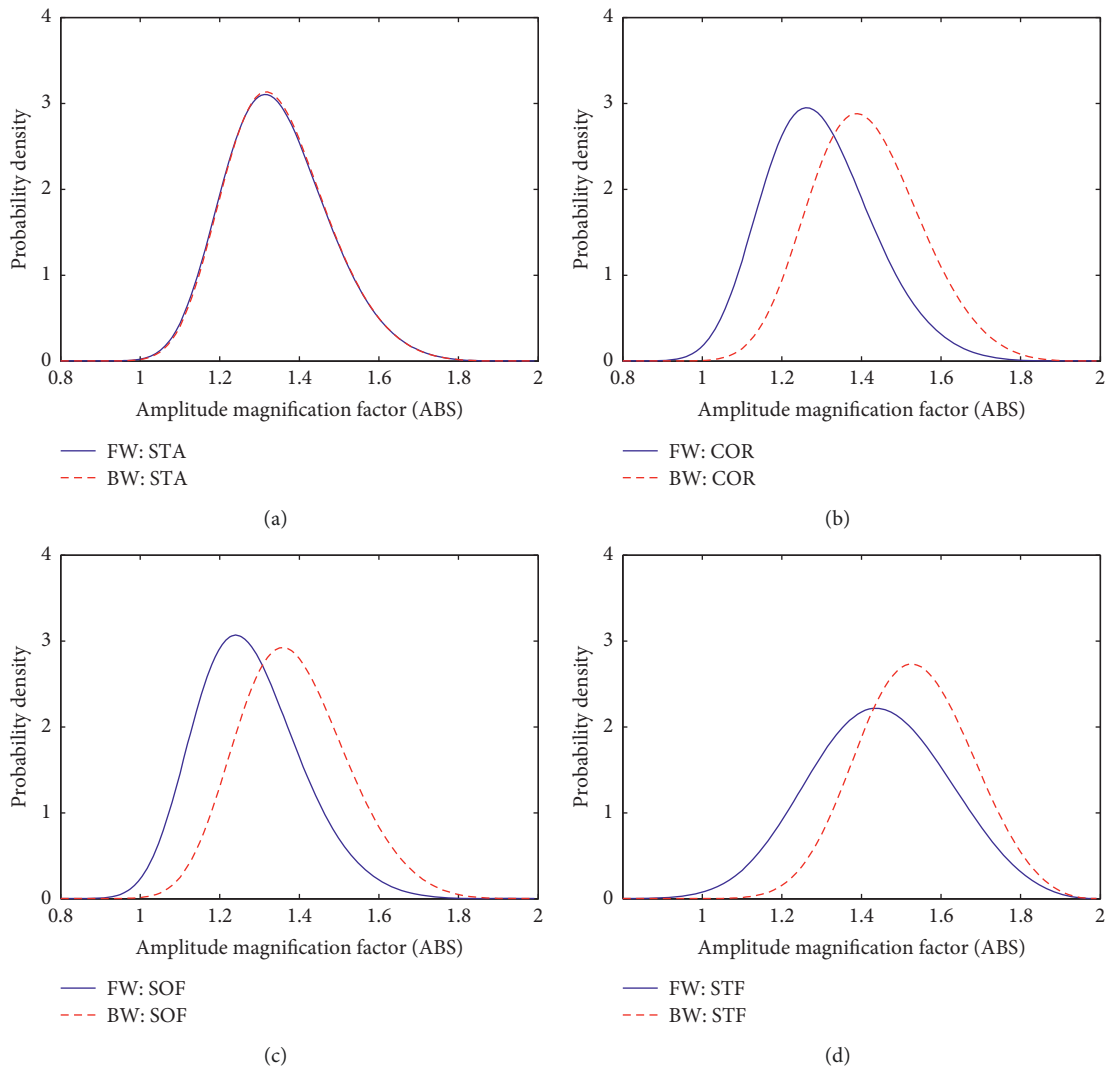 4
3
2
1
0
Probability density
0.8 1 1.2 1.4 1.6 1.8 2
Amplitude magnification factor (ABS)
FW: STA
BW: STA
(a)
4
3
2
1
0
Probability density
0.8 1 1.2 1.4 1.6 1.8 2
Amplitude magnification factor (ABS)
FW: COR
BW: COR
(b)
4
3
2
1
0
Probability density
0.8 1 1.2 1.4 1.6 1.8 2
Amplitude magnification factor (ABS)
FW: SOF
BW: SOF
(c)
4
3
2
1
0
Probability density
1 1.2 1.4 1.6 1.8 2
Amplitude magnification factor (ABS)
FW: STF
BW: STF
(d)